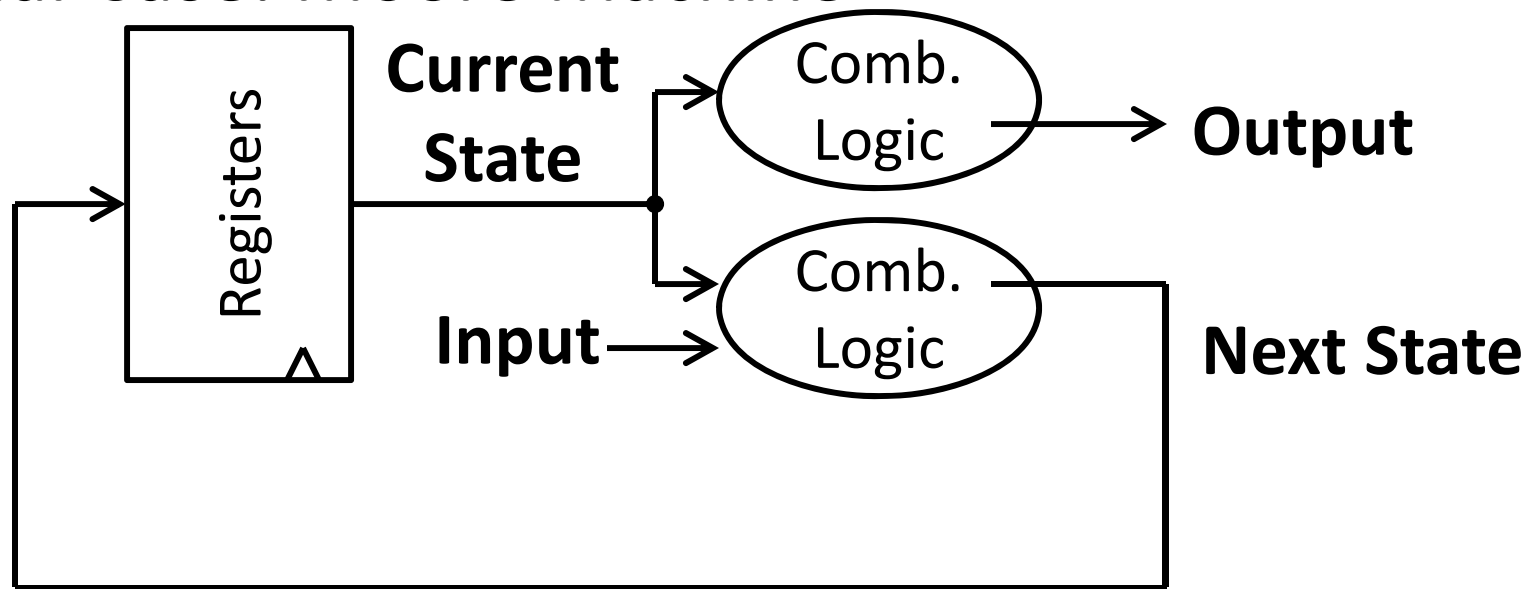 Registers
Current
State
Comb.
Logic
Output
Input
Comb.
Logic
Next State